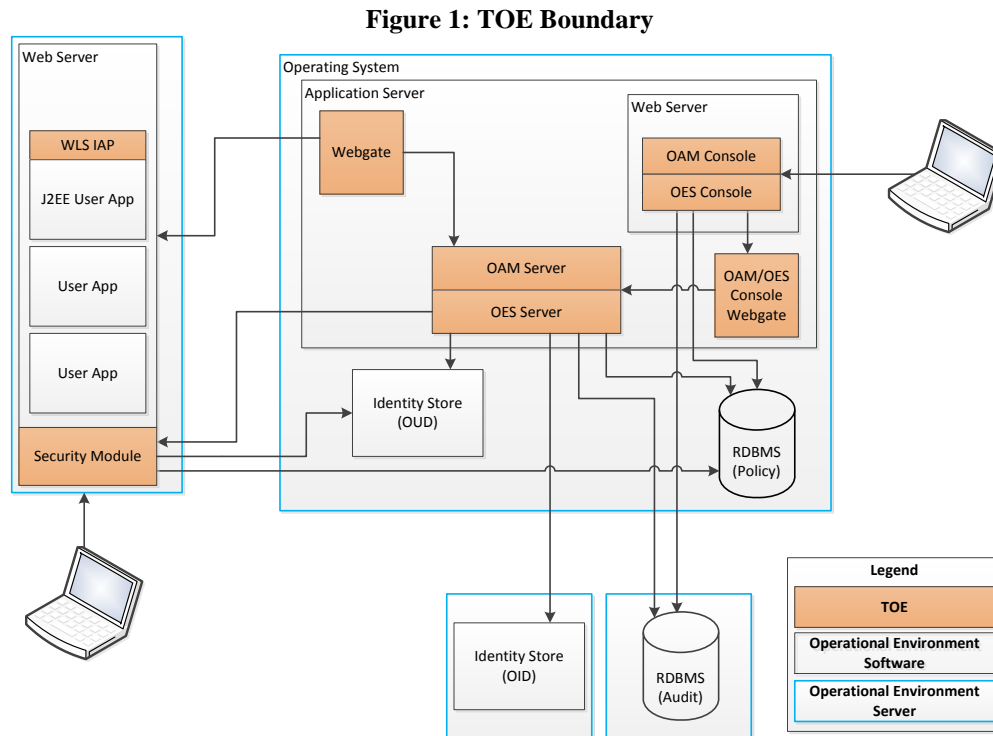 Figure 1: TOE Boundary
Web Server
WLS IAP
J2EE User App
User App
User App
Security Module
Operating System
Application Server
Webgate
Web Server
OAM Console
OES Console
OAM Server
OES Server
OAM/OES
Console
Webgate
Identity Store
(OUD)
RDBMS
(Policy)
Identity Store
(OID)
RDBMS
(Audit)
Legend
TOE
Operational Environment
Software
Operational Environment
Server